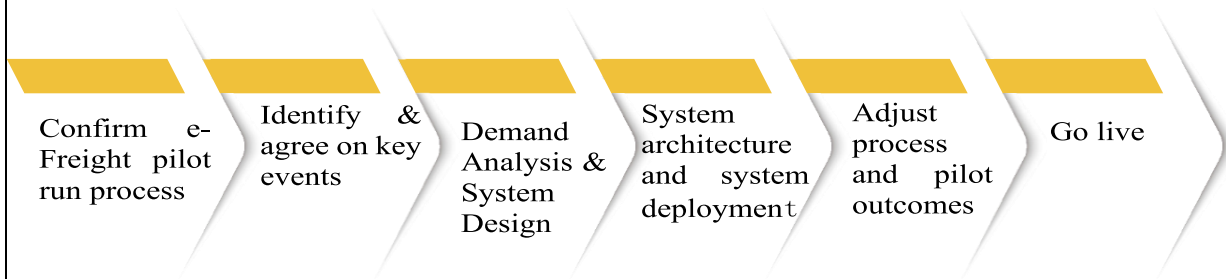 Confirm e-
Freight pilot
run process
Identify &
agree on key
events
Demand
Analysis &
System
Design
System
architecture
and system
deployment
Adjust
process
and pilot
outcomes
Go live